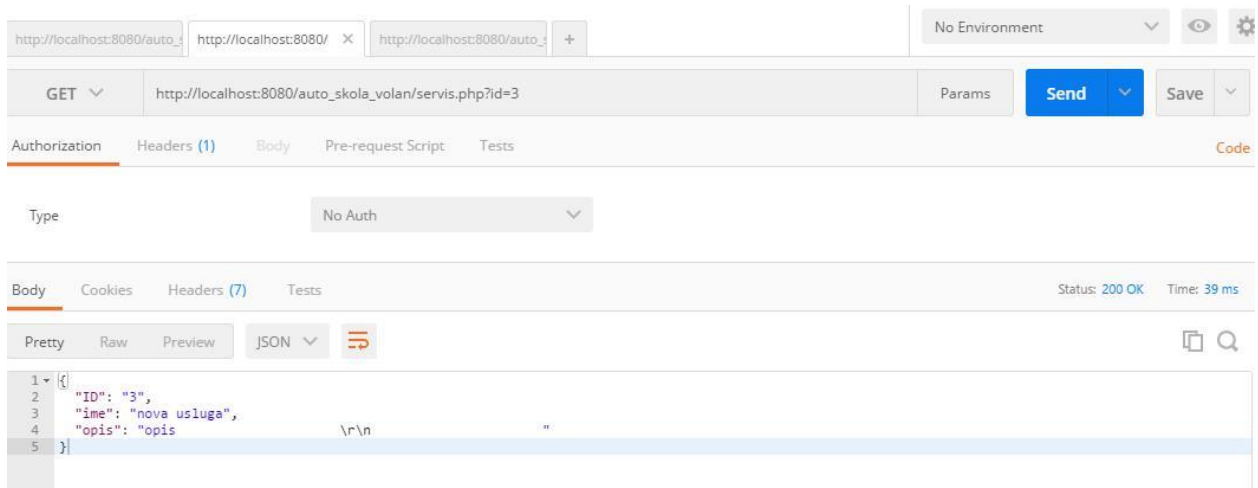 http://localhost:8080/auto_s
http://localhost:8080/
http://localhost:8080/auto_s
+
No Environment
GET
http://localhost:8080/auto_skola_volan/servis.php?id=3
Params
Send
Save
Authorization
Headers (1)
Body
Pre-request Script
Tests
Code
Type
No Auth
Body
Cookies
Headers (7)
Tests
Status: 200 OK
Time: 39 ms
Pretty
Raw
Preview
JSON
1 {
2 "ID": "3",
3 "ime": "nova usluga",
4 "opis": "opis \r\n "
5 }